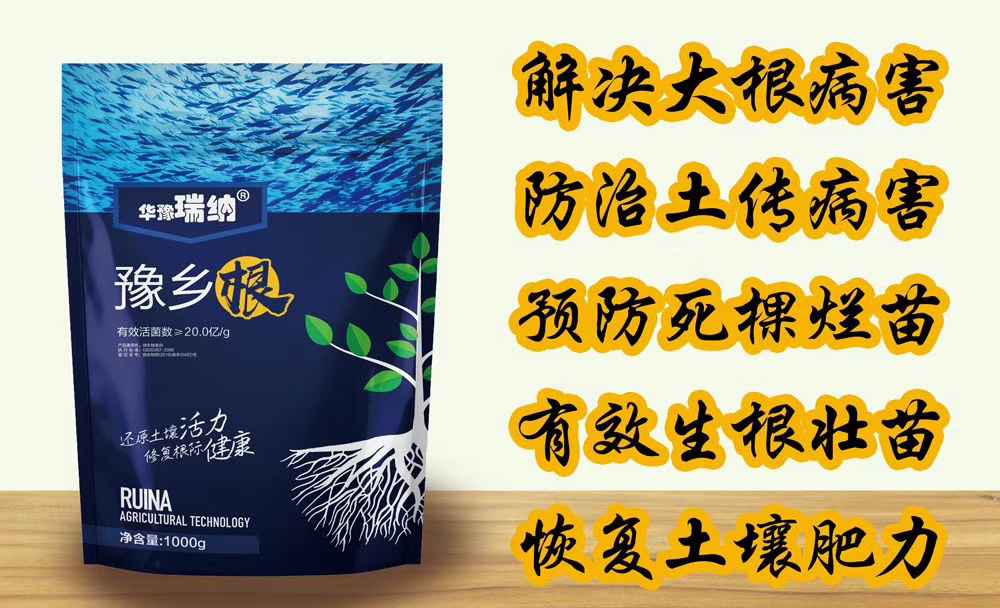 华豫瑞纳®
豫乡根
有效活菌数≥20.0亿/g
还原土壤活力
修复根际健康
RUINA
AGRICULTURAL TECHNOLOGY
净含量:1000g
解决大根病害
防治土传病害
预防死棵烂苗
有效生根壮苗
恢复土壤肥力